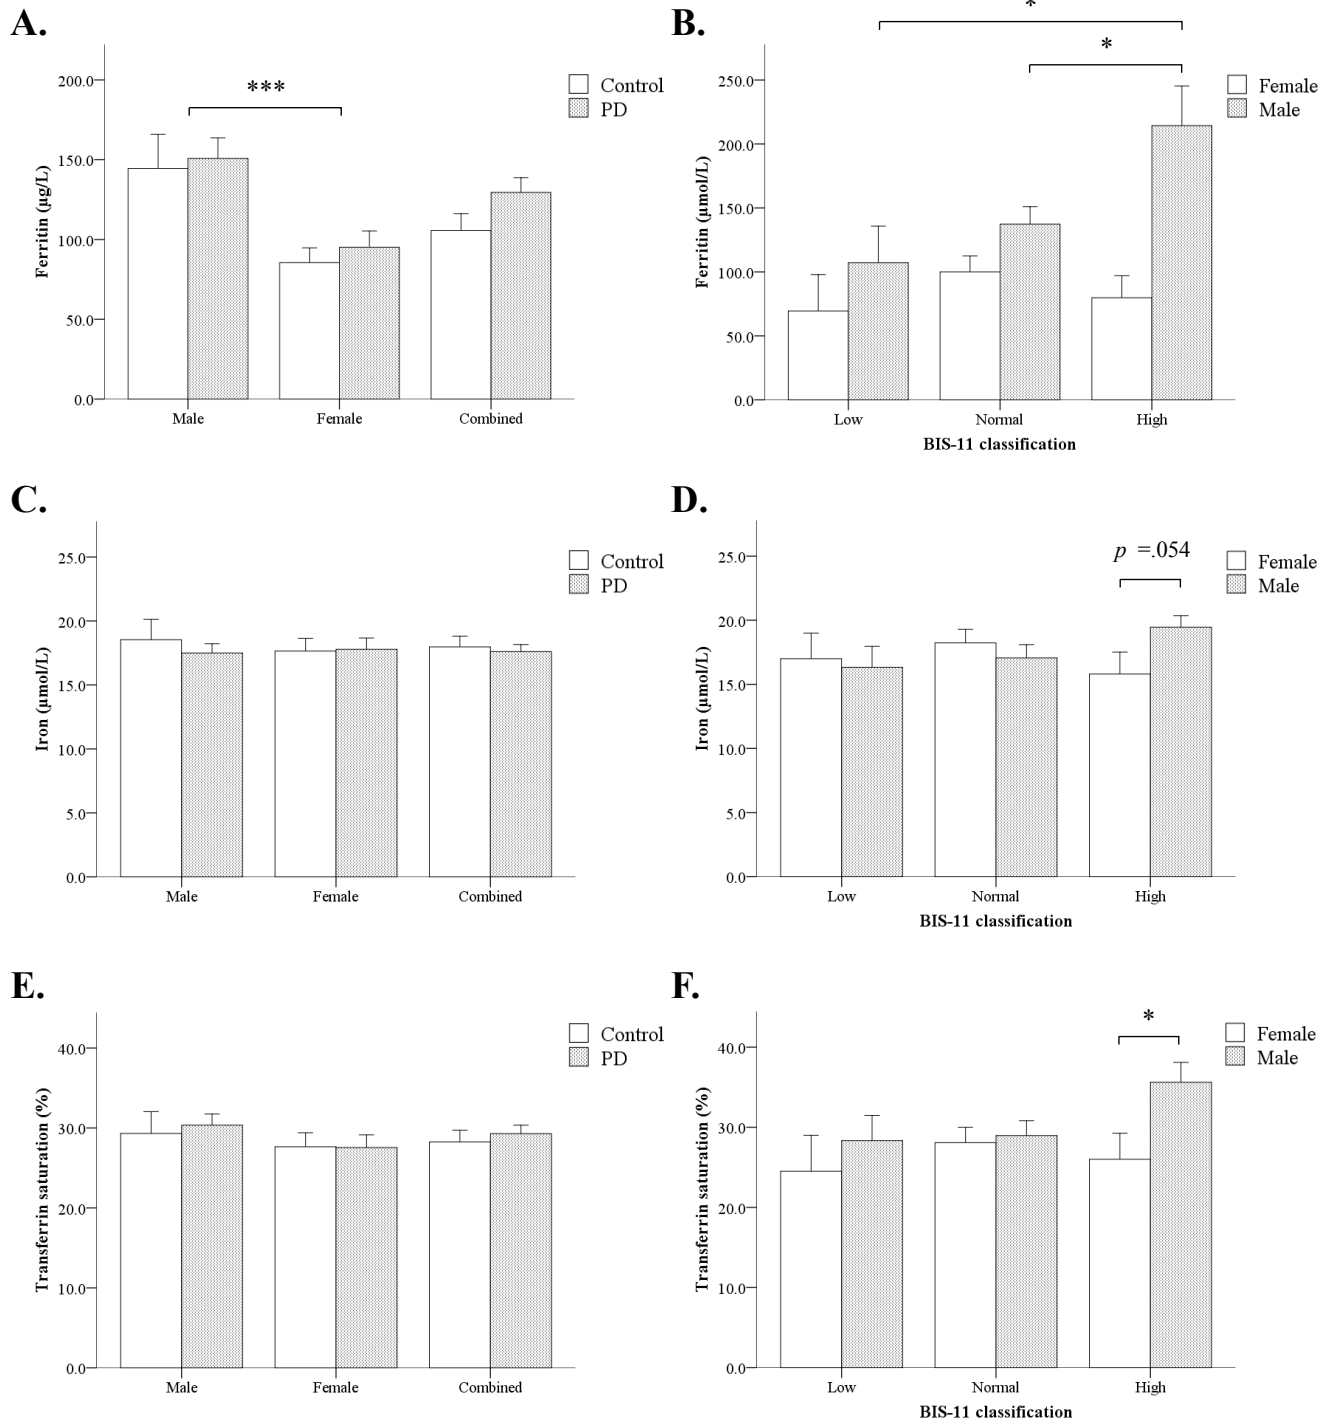 A.
Ferritin (µg/L)
200.0
150.0
100.0
50.0
0.0
***
Control
PD
Male Female Combined
B.
Ferritin (µmol/L)
250.0
200.0
150.0
100.0
50.0
0.0
*
*
Female
Male
Low Normal High
BIS-11 classification
C.
Iron (µmol/L)
25.0
20.0
15.0
10.0
5.0
0.0
Control
PD
Male Female Combined
D.
Iron (µmol/L)
25.0
20.0
15.0
10.0
5.0
0.0
p =.054
Female
Male
Low Normal High
BIS-11 classification
E.
Transferrin saturation (%)
40.0
30.0
20.0
10.0
0.0
Control
PD
Male Female Combined
F.
Transferrin saturation (%)
40.0
30.0
20.0
10.0
0.0
*
Female
Male
Low Normal High
BIS-11 classification